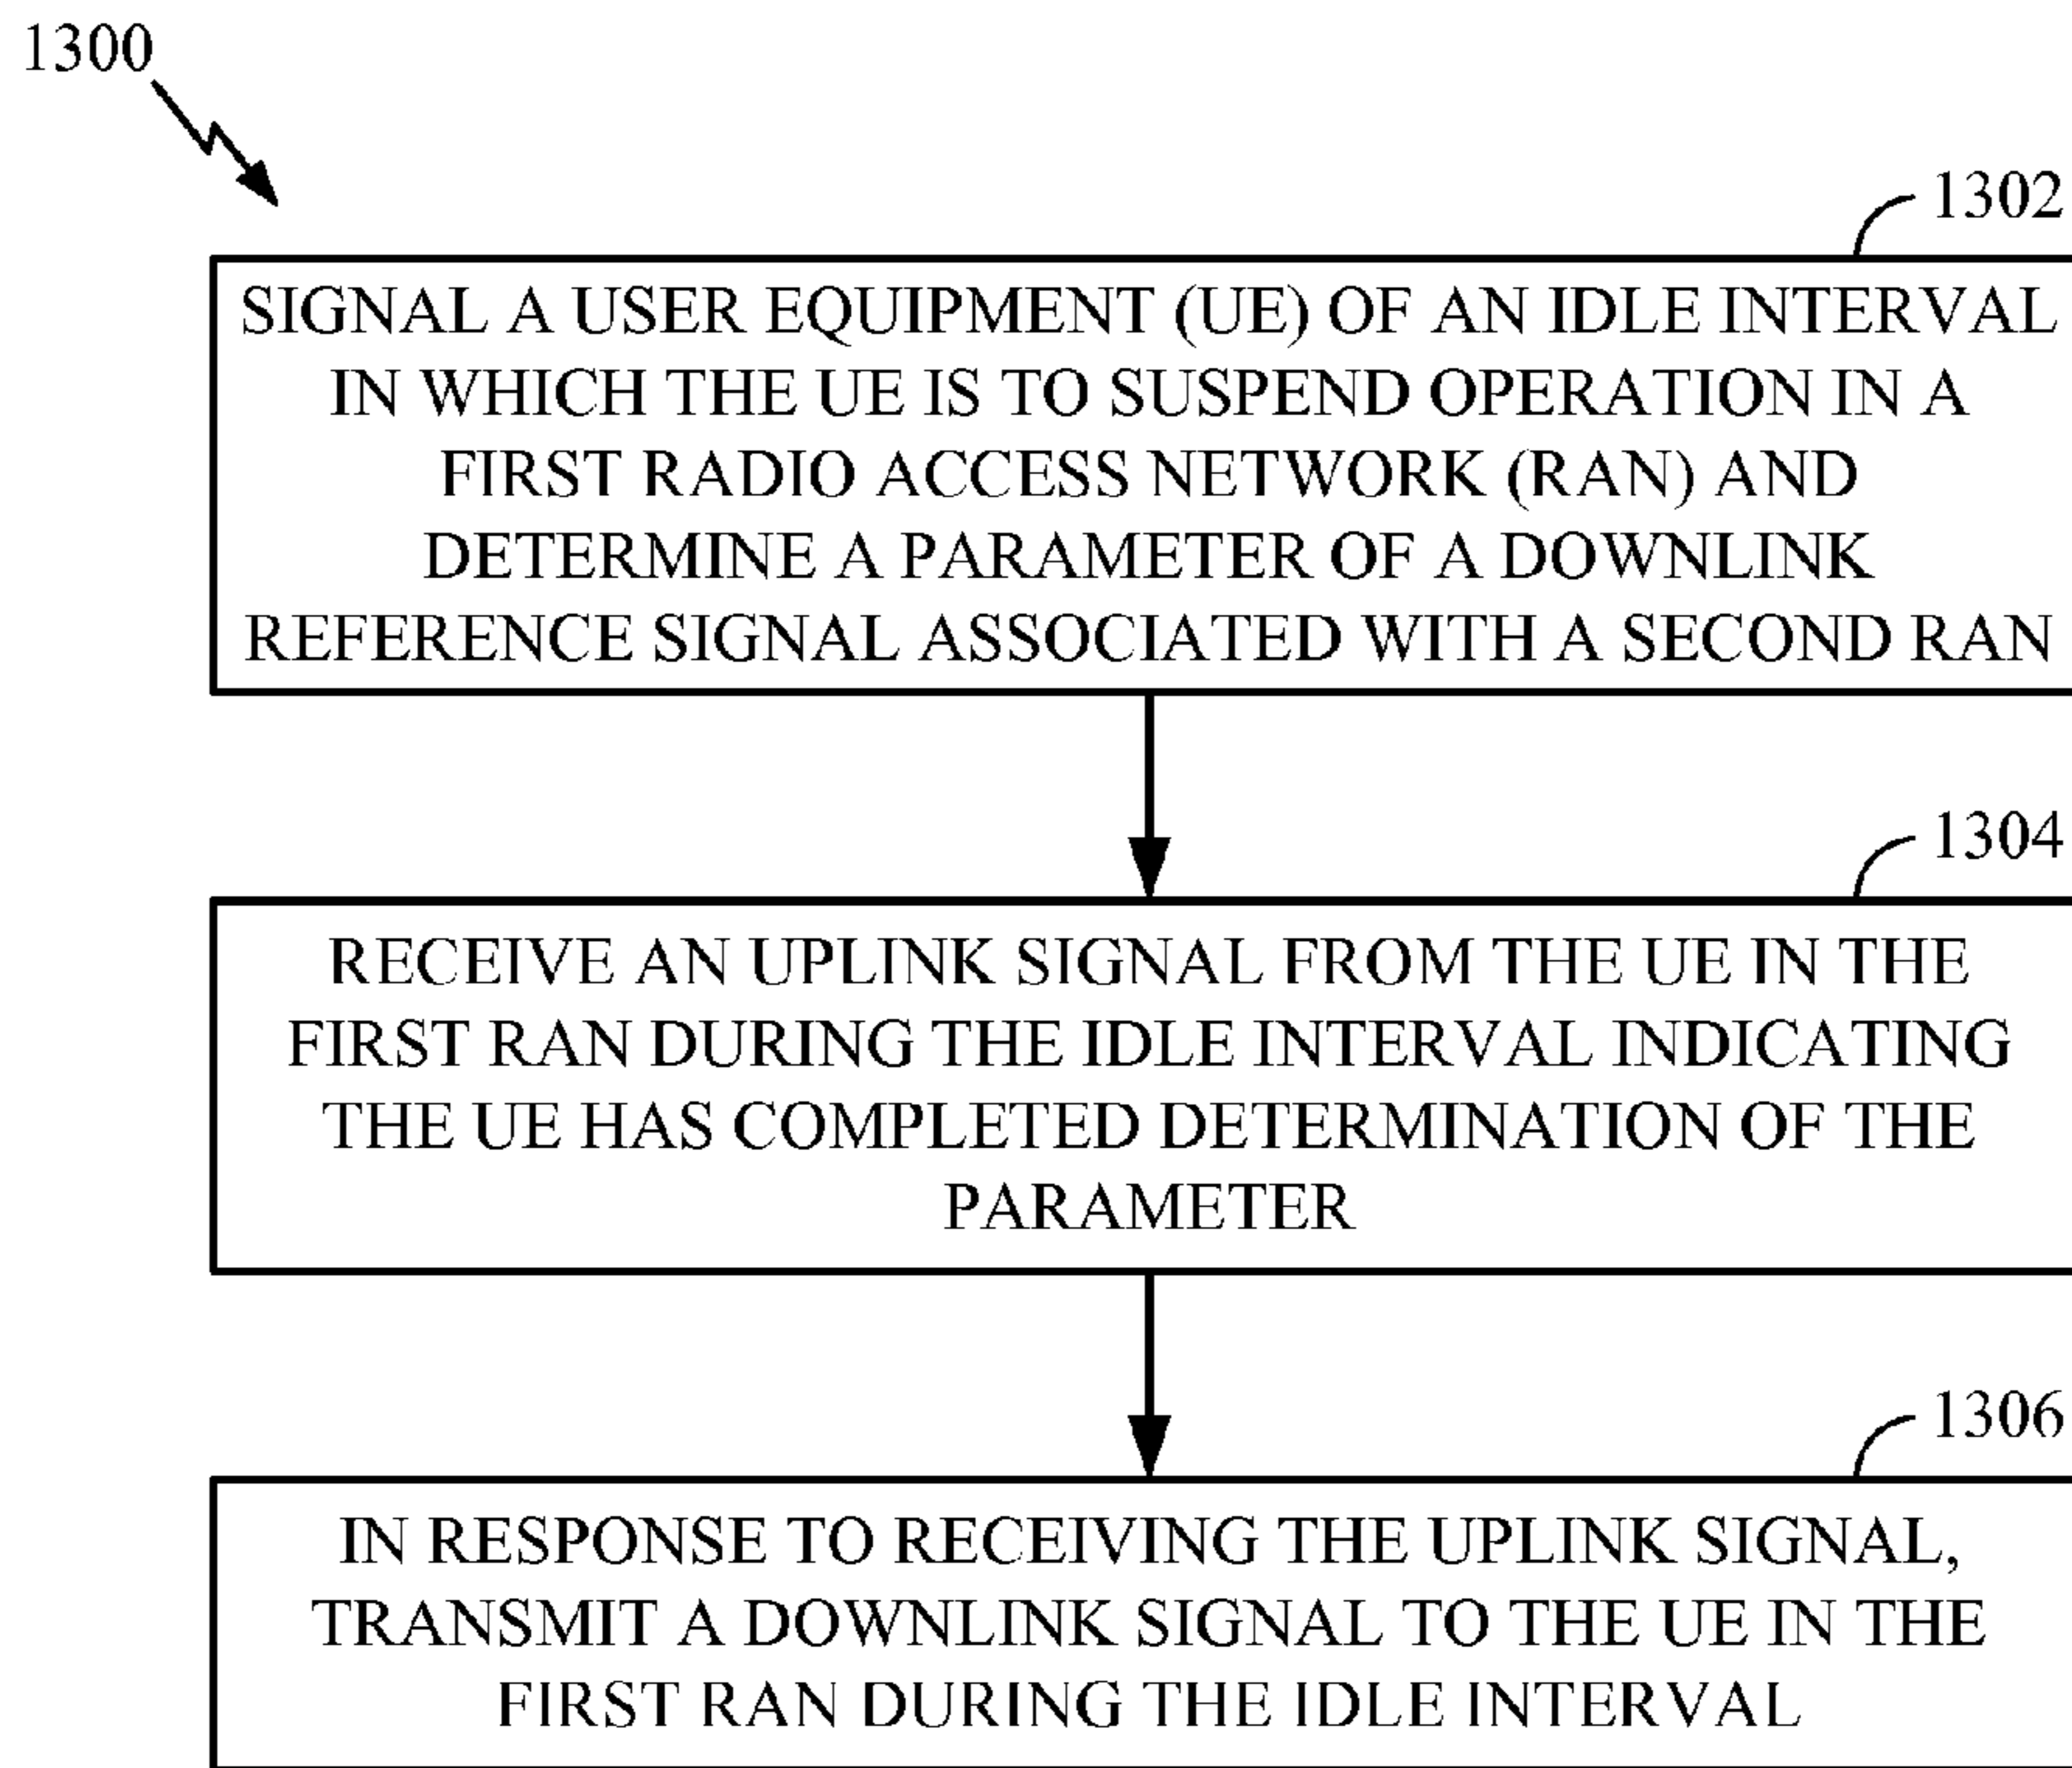 1300
1302
SIGNAL A USER EQUIPMENT (UE) OF AN IDLE INTERVAL
IN WHICH THE UE IS TO SUSPEND OPERATION IN A
FIRST RADIO ACCESS NETWORK (RAN) AND
DETERMINE A PARAMETER OF A DOWNLINK
REFERENCE SIGNAL ASSOCIATED WITH A SECOND RAN
1304
RECEIVE AN UPLINK SIGNAL FROM THE UE IN THE
FIRST RAN DURING THE IDLE INTERVAL INDICATING
THE UE HAS COMPLETED DETERMINATION OF THE
PARAMETER
1306
IN RESPONSE TO RECEIVING THE UPLINK SIGNAL,
TRANSMIT A DOWNLINK SIGNAL TO THE UE IN THE
FIRST RAN DURING THE IDLE INTERVAL